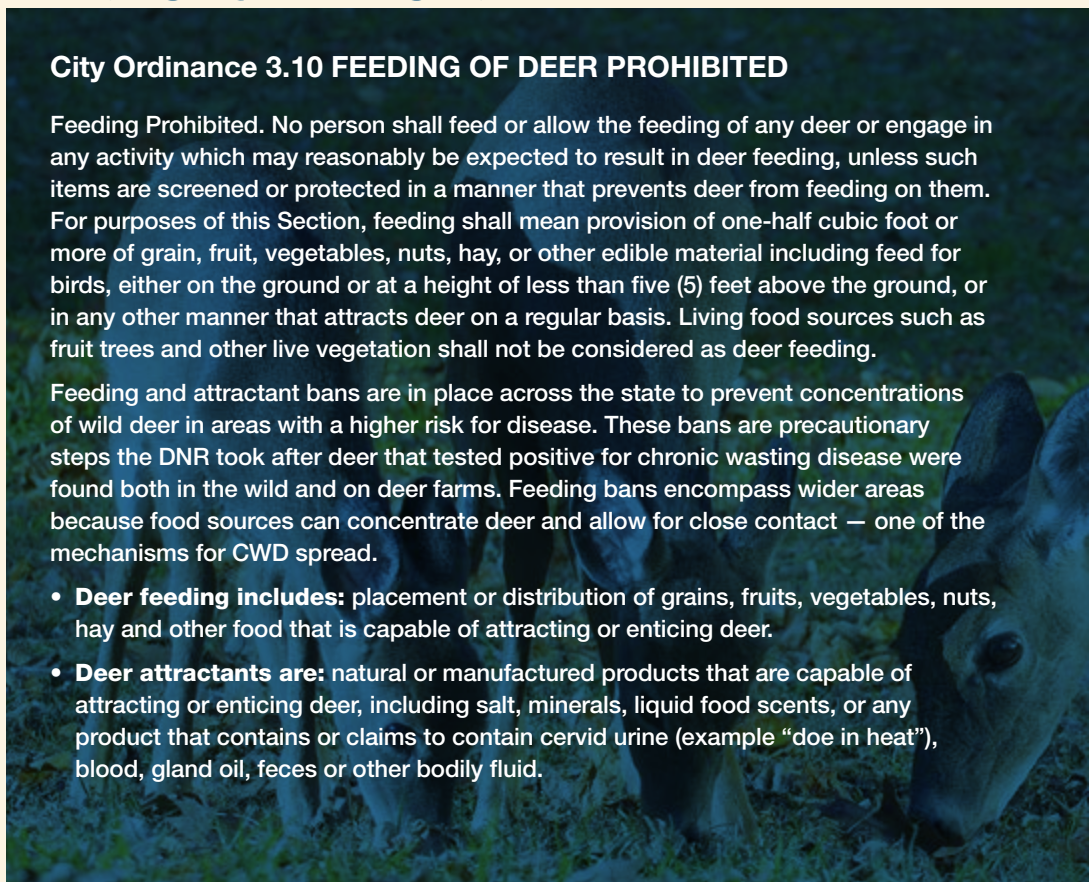 City Ordinance 3.10 FEEDING OF DEER PROHIBITED
Feeding Prohibited. No person shall feed or allow the feeding of any deer or engage in
any activity which may reasonably be expected to result in deer feeding, unless such
items are screened or protected in a manner that prevents deer from feeding on them.
For purposes of this Section, feeding shall mean provision of one-half cubic foot or
more of grain, fruit, vegetables, nuts, hay, or other edible material including feed for
birds, either on the ground or at a height of less than five (5) feet above the ground, or
in any other manner that attracts deer on a regular basis. Living food sources such as
fruit trees and other live vegetation shall not be considered as deer feeding.
Feeding and attractant bans are in place across the state to prevent concentrations
of wild deer in areas with a higher risk for disease. These bans are precautionary
steps the DNR took after deer that tested positive for chronic wasting disease were
found both in the wild and on deer farms. Feeding bans encompass wider areas
because food sources can concentrate deer and allow for close contact — one of the
mechanisms for CWD spread.
• Deer feeding includes: placement or distribution of grains, fruits, vegetables, nuts,
hay and other food that is capable of attracting or enticing deer.
• Deer attractants are: natural or manufactured products that are capable of
attracting or enticing deer, including salt, minerals, liquid food scents, or any
product that contains or claims to contain cervid urine (example “doe in heat”),
blood, gland oil, feces or other bodily fluid.